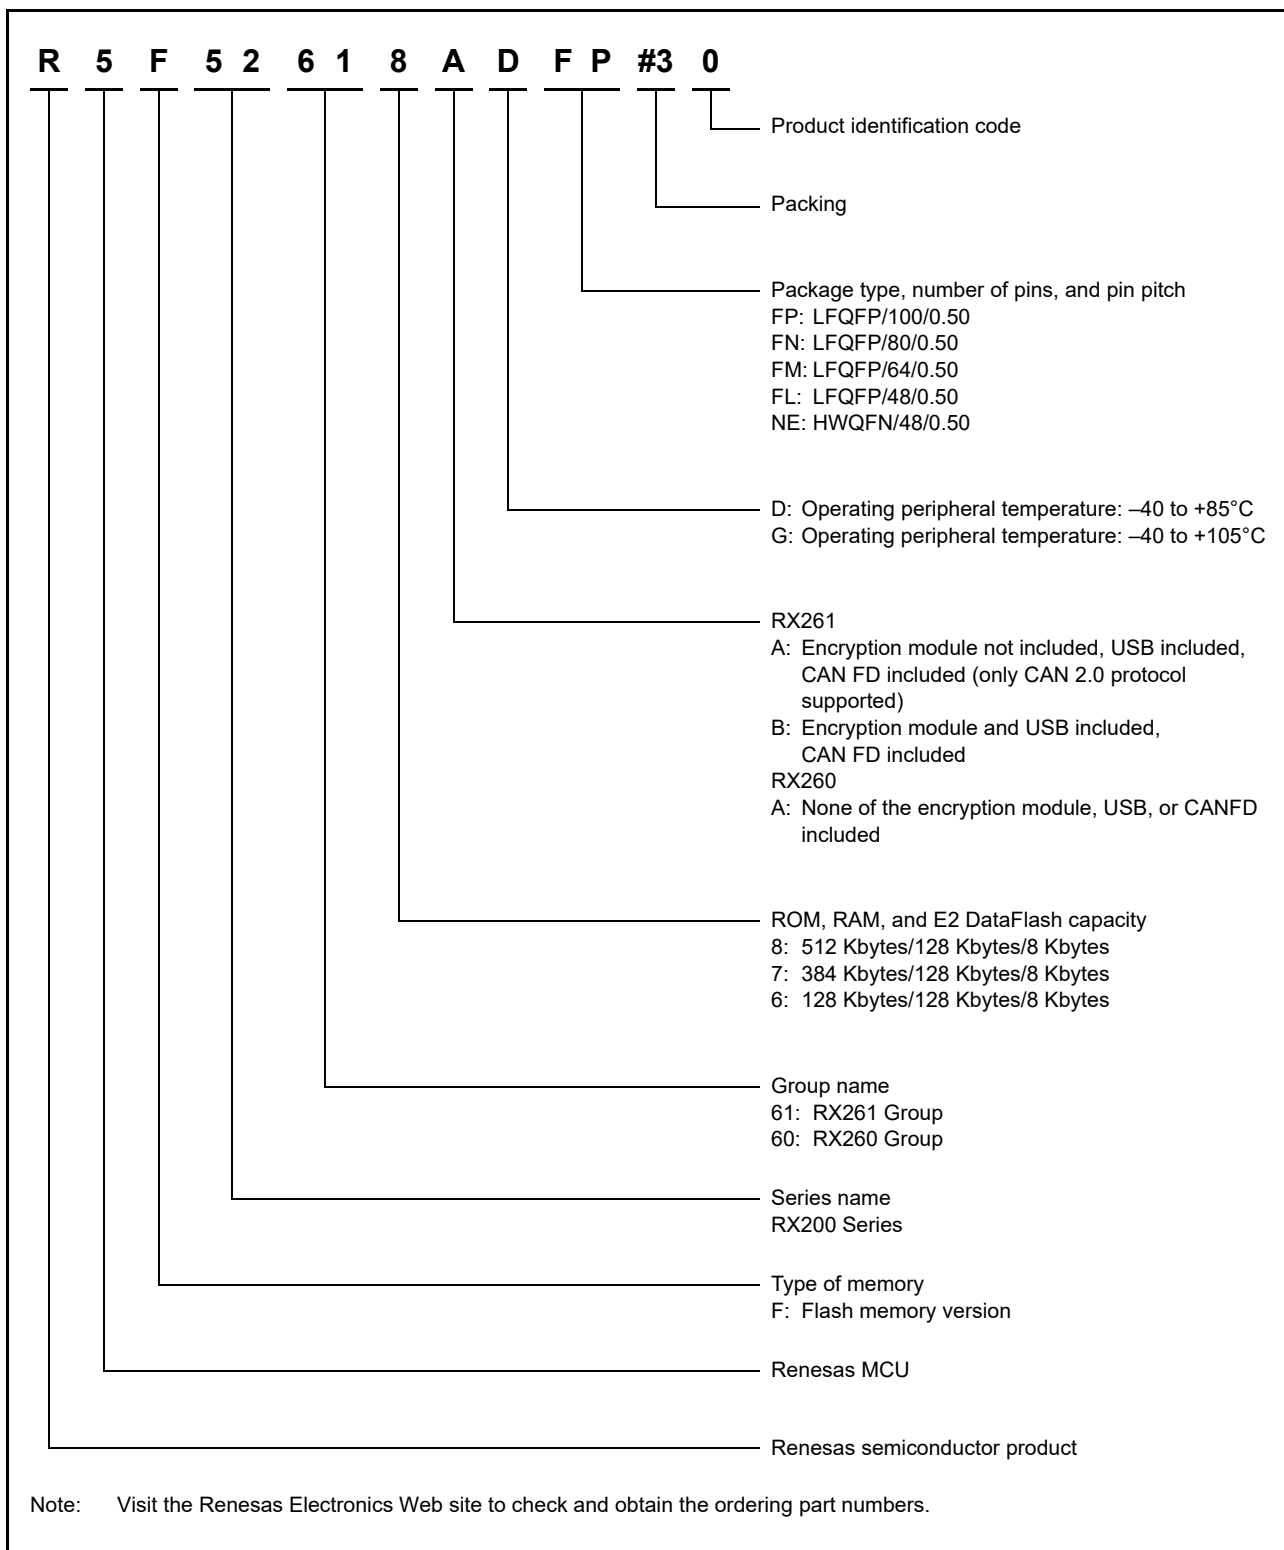 R 5 F 5 2 6 1 8 A D F P #3 0
Product identification code
Packing
Package type, number of pins, and pin pitch
FP: LFQFP/100/0.50
FN: LFQFP/80/0.50
FM: LFQFP/64/0.50
FL: LFQFP/48/0.50
NE: HWQFN/48/0.50
D: Operating peripheral temperature: –40 to +85°C
G: Operating peripheral temperature: –40 to +105°C
RX261
A: Encryption module not included, USB included,
CAN FD included (only CAN 2.0 protocol
supported)
B: Encryption module and USB included,
CAN FD included
RX260
A: None of the encryption module, USB, or CANFD
included
ROM, RAM, and E2 DataFlash capacity
8: 512 Kbytes/128 Kbytes/8 Kbytes
7: 384 Kbytes/128 Kbytes/8 Kbytes
6: 128 Kbytes/128 Kbytes/8 Kbytes
Group name
61: RX261 Group
60: RX260 Group
Series name
RX200 Series
Type of memory
F: Flash memory version
Renesas MCU
Renesas semiconductor product
Note: Visit the Renesas Electronics Web site to check and obtain the ordering part numbers.